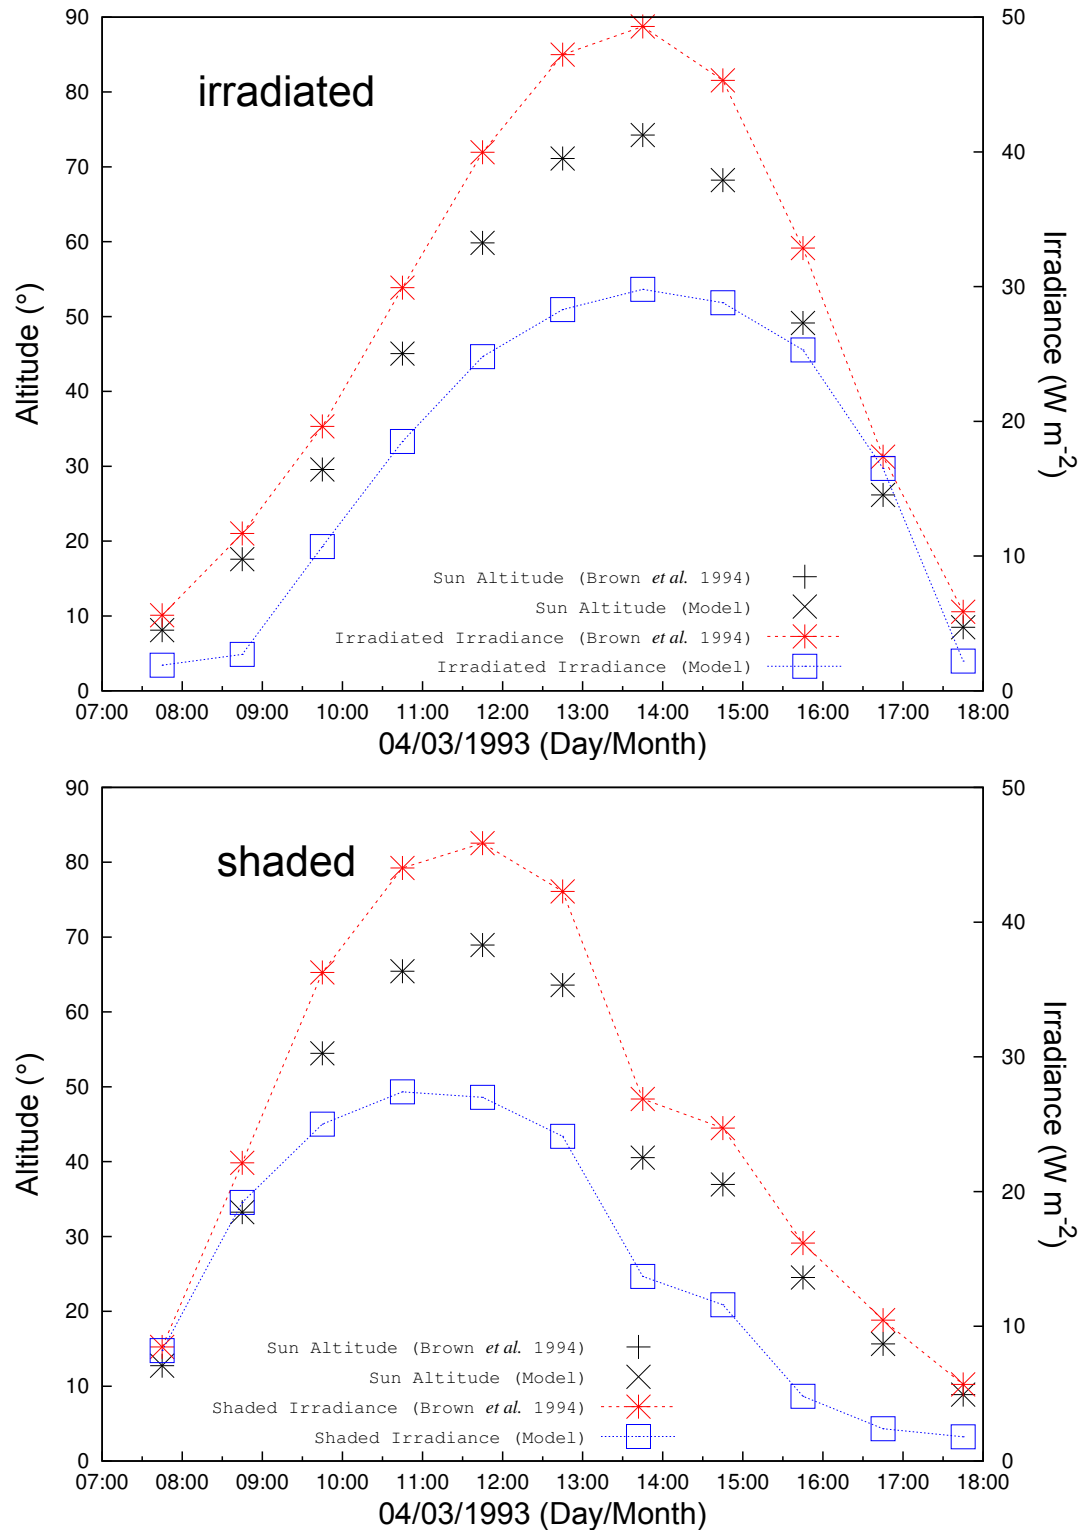 irradiated
90
80
70
60
50
40
30
20
10
0
Altitude (°)
50
40
30
20
10
0
Irradiance (W m-2)
Sun Altitude (Brown et al. 1994)
Sun Altitude (Model)
Irradiated Irradiance (Brown et al. 1994)
Irradiated Irradiance (Model)
07:00 08:00 09:00 10:00 11:00 12:00 13:00 14:00 15:00 16:00 17:00 18:00
04/03/1993 (Day/Month)
shaded
90
80
70
60
50
40
30
20
10
0
Altitude (°)
50
40
30
20
10
0
Irradiance (W m-2)
Sun Altitude (Brown et al. 1994)
Sun Altitude (Model)
Shaded Irradiance (Brown et al. 1994)
Shaded Irradiance (Model)
07:00 08:00 09:00 10:00 11:00 12:00 13:00 14:00 15:00 16:00 17:00 18:00
04/03/1993 (Day/Month)